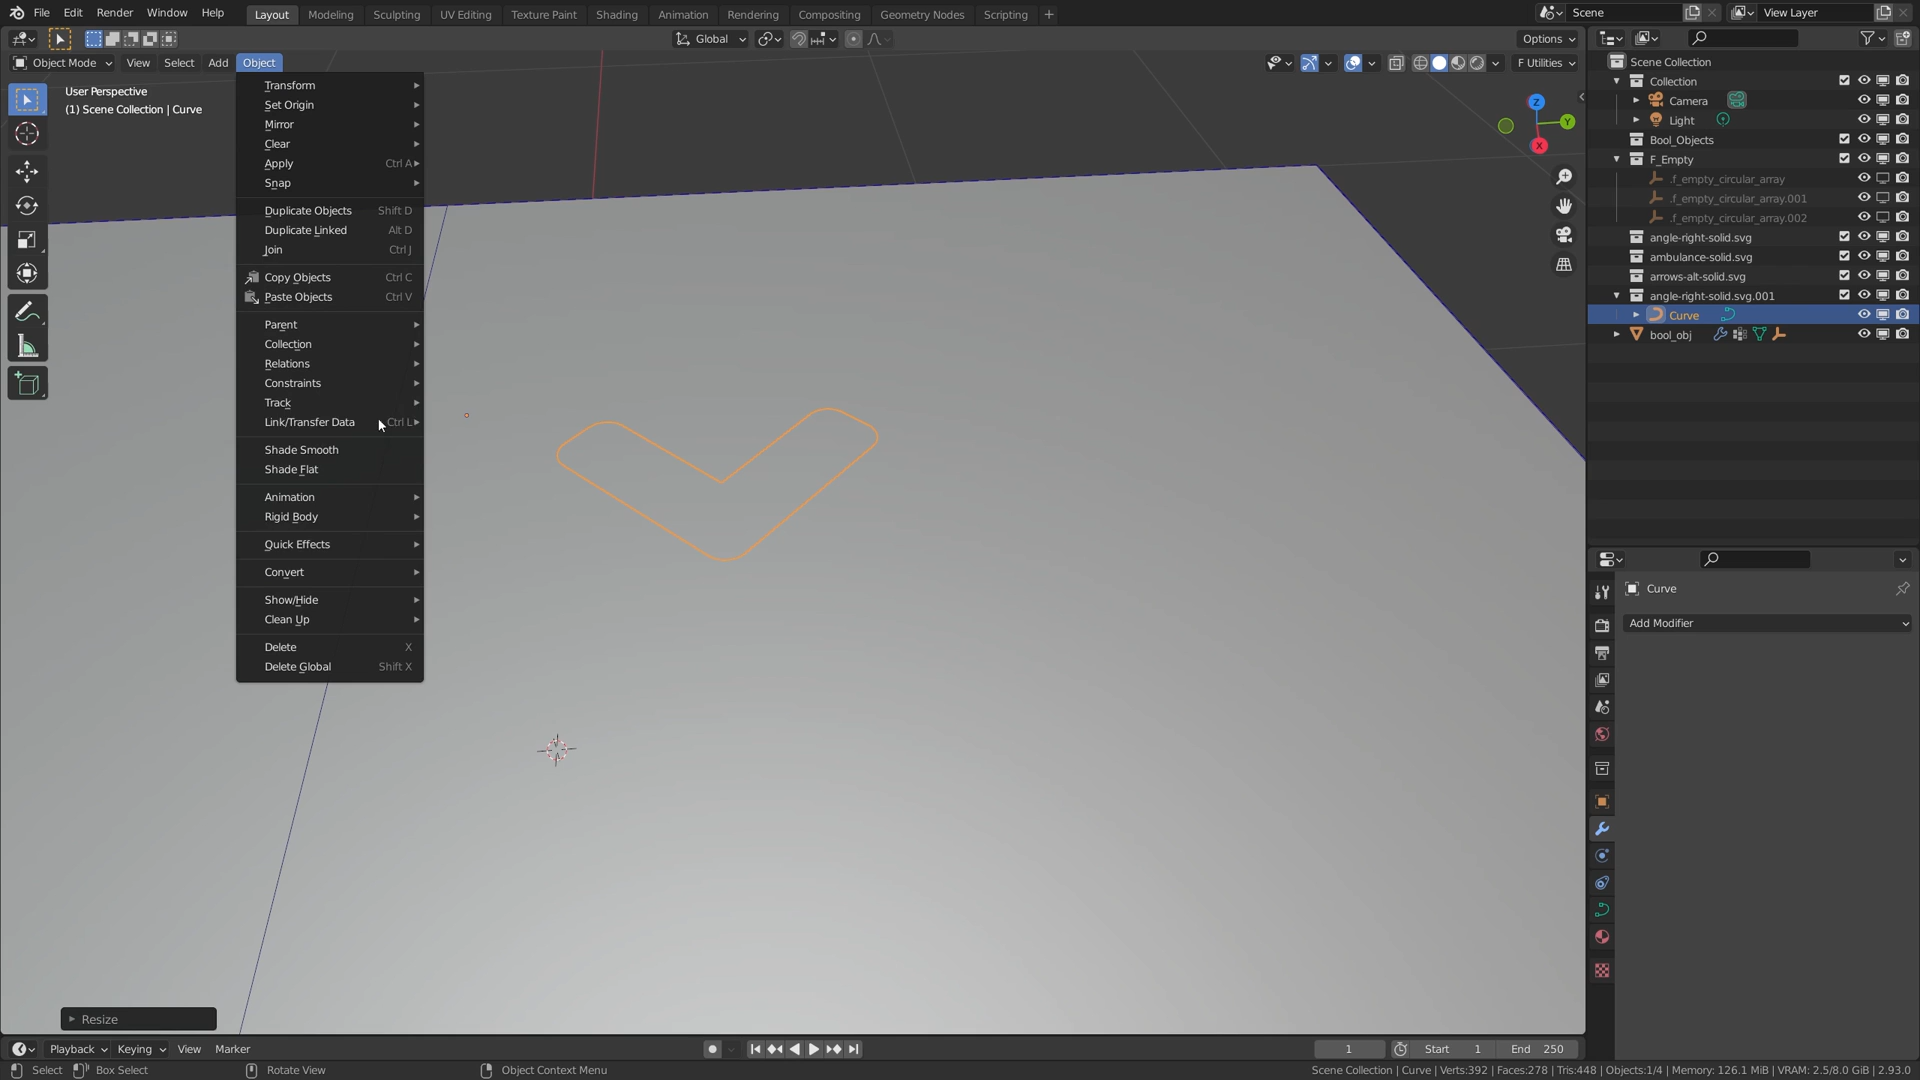 File Edit Render Window Help Layout Modeling Sculpting UV Editing Texture Paint Shading Animation Rendering Compositing Geometry Nodes Scripting + Scene View Layer
Global Options
Object Mode View Select Add Object F Utilities
User Perspective
(1) Scene Collection | Curve
Z
Y
X
Transform
Set Origin
Mirror
Clear
Apply Ctrl A
Snap
Duplicate Objects Shift D
Duplicate Linked Alt D
Join Ctrl J
Copy Objects Ctrl C
Paste Objects Ctrl V
Parent
Collection
Relations
Constraints
Track
Link/Transfer Data Ctrl L
Shade Smooth
Shade Flat
Animation
Rigid Body
Quick Effects
Convert
Show/Hide
Clean Up
Delete X
Delete Global Shift X
Scene Collection
Collection
Camera
Light
Bool_Objects
F_Empty
.f_empty_circular_array
.f_empty_circular_array.001
.f_empty_circular_array.002
angle-right-solid.svg
ambulance-solid.svg
arrows-alt-solid.svg
angle-right-solid.svg.001
Curve
bool_obj
Curve
Add Modifier
Resize
Playback Keying View Marker 1 Start 1 End 250
Select Box Select Rotate View Object Context Menu Scene Collection | Curve | Verts:392 | Faces:278 | Tris:448 | Objects:1/4 | Memory: 126.1 MiB | VRAM: 2.5/8.0 GiB | 2.93.0